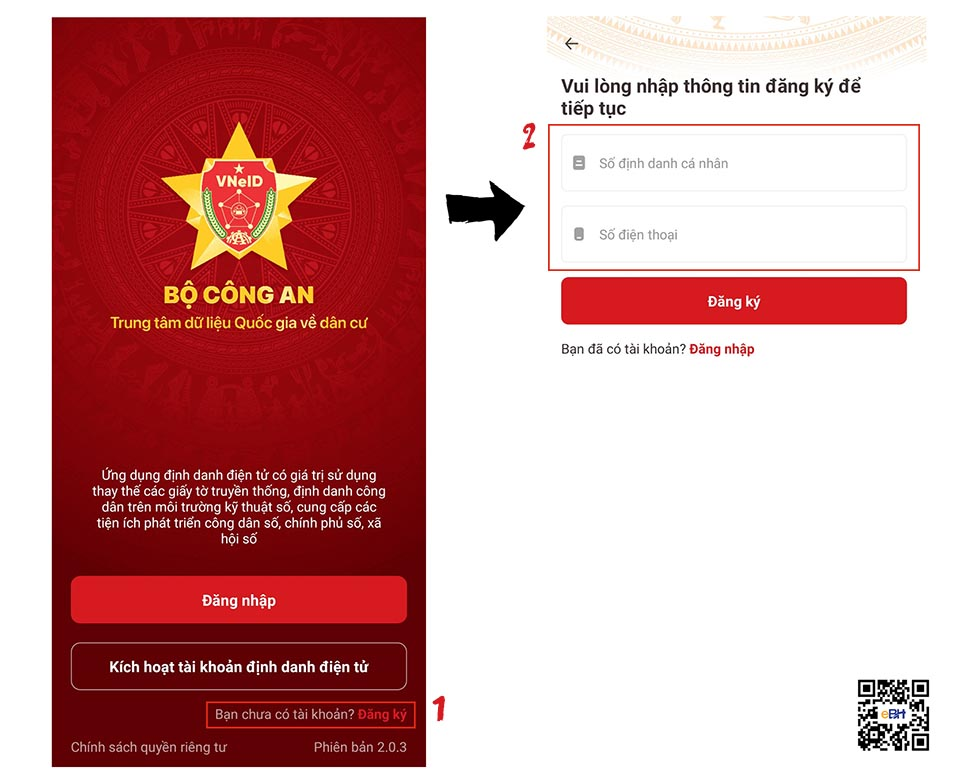 VNeID
BỘ CÔNG AN
Trung tâm dữ liệu Quốc gia về dân cư
Ứng dụng định danh điện tử có giá trị sử dụng
thay thế các giấy tờ truyền thống, định danh công
dân trên môi trường kỹ thuật số, cung cấp các
tiện ích phát triển công dân số, chính phủ số, xã
hội số
Đăng nhập
Kích hoạt tài khoản định danh điện tử
Bạn chưa có tài khoản? Đăng ký
1
Chính sách quyền riêng tư
Phiên bản 2.0.3
Vui lòng nhập thông tin đăng ký để
tiếp tục
2
Số định danh cá nhân
Số điện thoại
Đăng ký
Bạn đã có tài khoản? Đăng nhập
eBH